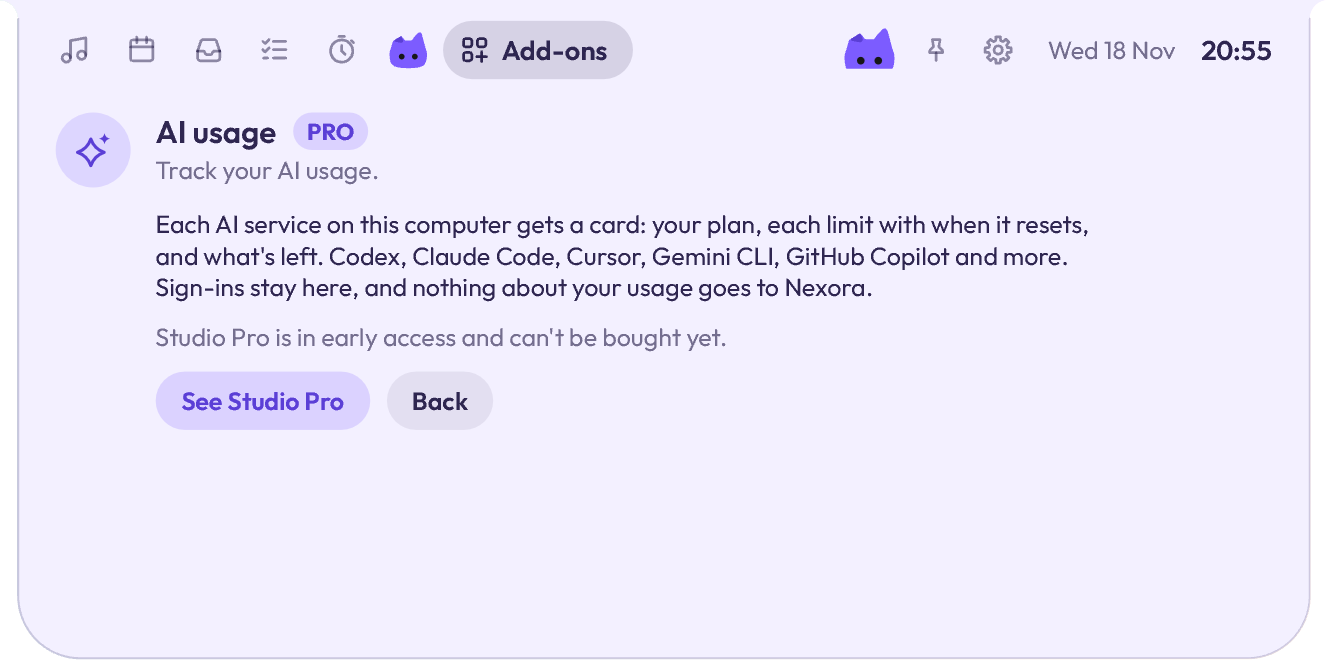 Add-ons
Wed 18 Nov 20:55
AI usage PRO
Track your AI usage.
Each AI service on this computer gets a card: your plan, each limit with when it resets,
and what's left. Codex, Claude Code, Cursor, Gemini CLI, GitHub Copilot and more.
Sign-ins stay here, and nothing about your usage goes to Nexora.
Studio Pro is in early access and can't be bought yet.
See Studio Pro Back